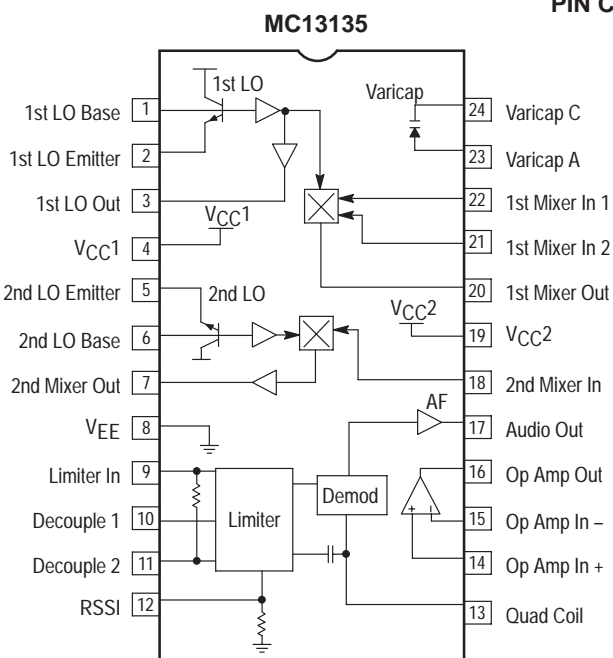 PIN C
MC13135
1st LO
Varicap
1st LO Base 1
24 Varicap C
1st LO Emitter 2
23 Varicap A
1st LO Out 3
22 1st Mixer In 1
VCC1
VCC1 4
21 1st Mixer In 2
2nd LO Emitter 5
2nd LO
20 1st Mixer Out
VCC2
2nd LO Base 6
19 VCC2
2nd Mixer Out 7
18 2nd Mixer In
AF
VEE 8
17 Audio Out
Limiter In 9
16 Op Amp Out
Demod
Decouple 1 10
Limiter
+ –
15 Op Amp In –
Decouple 2 11
14 Op Amp In +
RSSI 12
13 Quad Coil